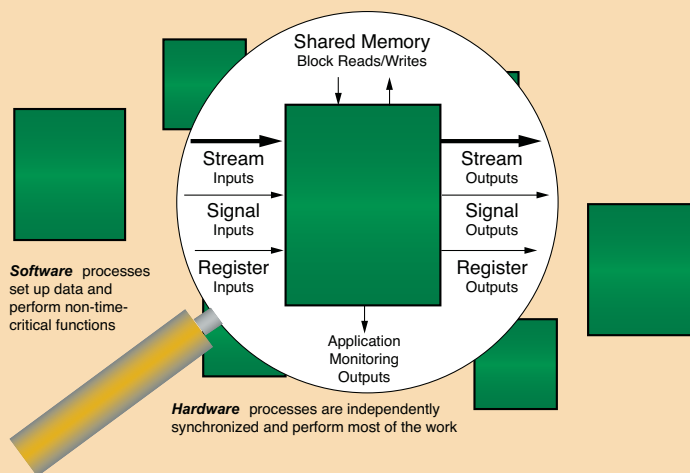 Shared Memory
Block Reads/Writes
Stream
Inputs
Stream
Outputs
Signal
Inputs
Signal
Outputs
Register
Inputs
Register
Outputs
Software processes
set up data and
perform non-time-
critical functions
Application
Monitoring
Outputs
Hardware processes are independently
synchronized and perform most of the work